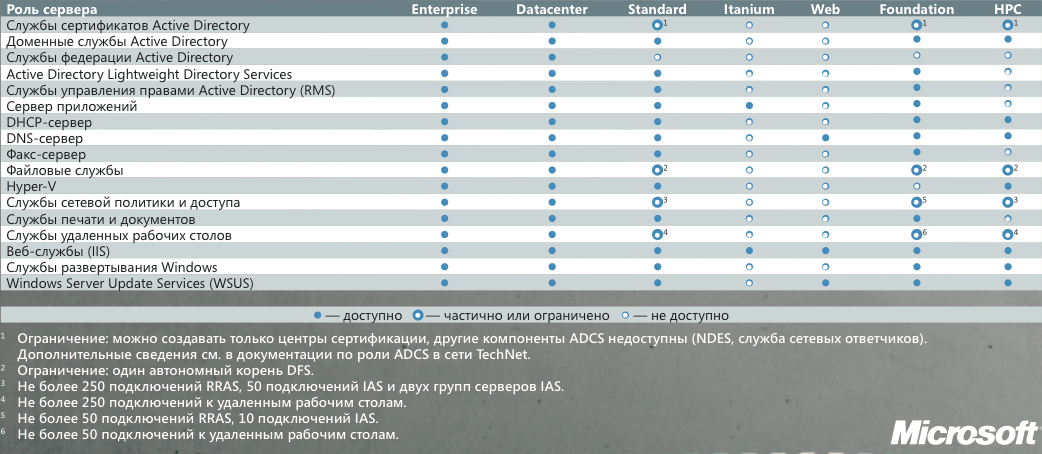 Роль сервера Enterprise Datacenter Standard Itanium Web Foundation HPC
Службы сертификатов Active Directory ● ● ◎¹ ○ ○ ◎¹ ◎¹
Доменные службы Active Directory ● ● ● ○ ○ ● ●
Службы федерации Active Directory ● ● ○ ○ ○ ○ ○
Active Directory Lightweight Directory Services ● ● ● ○ ○ ● ○
Службы управления правами Active Directory (RMS) ● ● ● ○ ○ ● ○
Сервер приложений ● ● ● ● ○ ● ○
DHCP-сервер ● ● ● ○ ○ ● ●
DNS-сервер ● ● ● ○ ● ● ●
Факс-сервер ● ● ● ○ ○ ● ○
Файловые службы ● ● ◎² ○ ○ ◎² ◎²
Hyper-V ● ● ● ○ ○ ○ ●
Службы сетевой политики и доступа ● ● ◎³ ○ ○ ◎⁵ ◎³
Службы печати и документов ● ● ● ○ ○ ● ○
Службы удаленных рабочих столов ● ● ◎⁴ ○ ○ ◎⁶ ◎⁴
Веб-службы (IIS) ● ● ● ● ● ● ●
Службы развертывания Windows ● ● ● ○ ○ ● ●
Windows Server Update Services (WSUS) ● ● ● ○ ● ● ●
● — доступно ◎ — частично или ограничено ○ — не доступно
¹ Ограничение: можно создавать только центры сертификации, другие компоненты ADCS недоступны (NDES, служба сетевых ответчиков).
Дополнительные сведения см. в документации по роли ADCS в сети TechNet.
² Ограничение: один автономный корень DFS.
³ Не более 250 подключений RRAS, 50 подключений IAS и двух групп серверов IAS.
⁴ Не более 250 подключений к удаленным рабочим столам.
⁵ Не более 50 подключений RRAS, 10 подключений IAS.
⁶ Не более 50 подключений к удаленным рабочим столам.
Microsoft